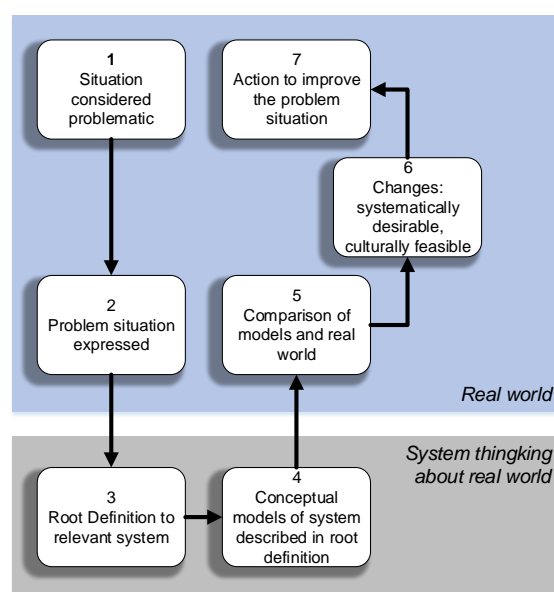 1
Situation
considered
problematic
7
Action to improve
the problem
situation
6
Changes:
systematically
desirable,
culturally feasible
2
Problem situation
expressed
5
Comparison of
models and real
world
Real world
System thingking
about real world
3
Root Definition to
relevant system
4
Conceptual
models of system
described in root
definition